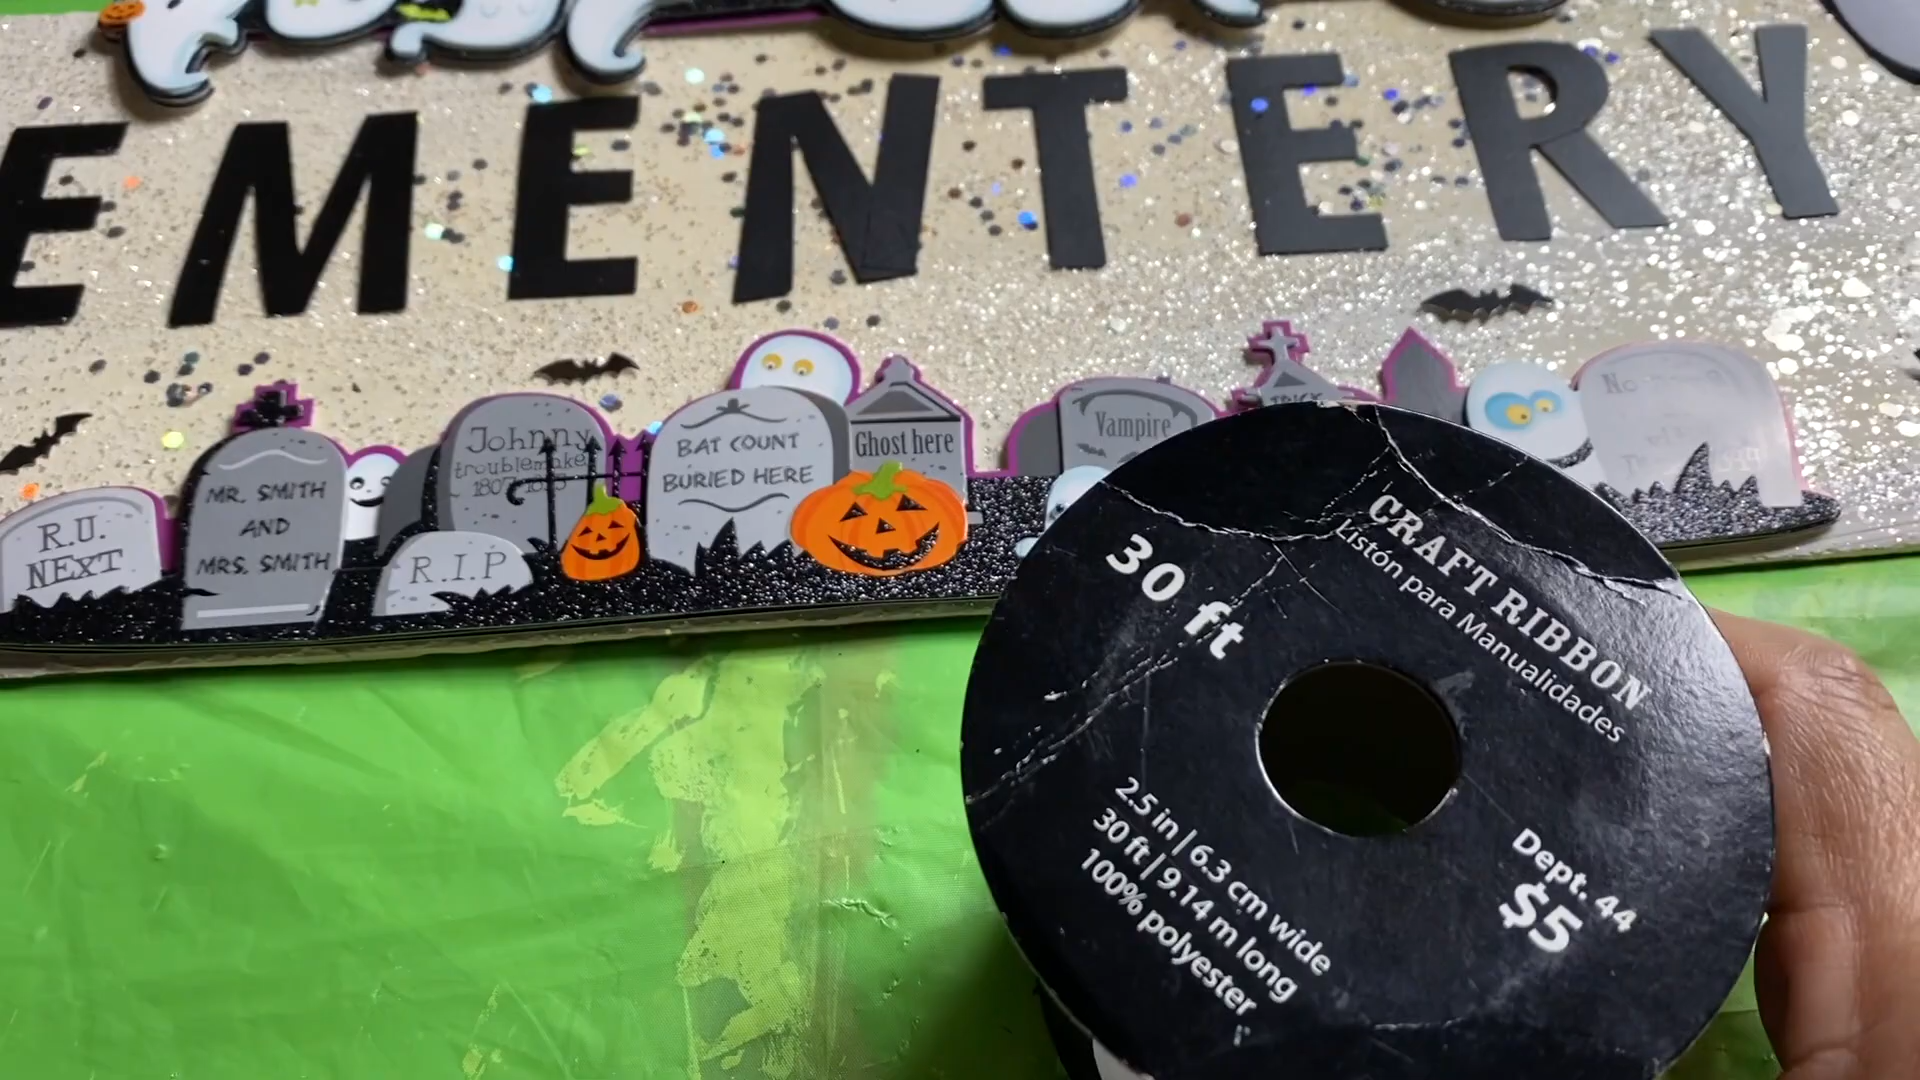 EMENTERY
R.U.
NEXT
MR. SMITH
AND
MRS. SMITH
R.I.P
Johnny
troublemaker
BAT COUNT
BURIED HERE
Ghost here
Vampire
CRAFT RIBBON
Listón para Manualidades
30 ft
2.5 in | 6.3 cm wide
30 ft | 9.14 m long
100% polyester
Dept. 44
$5